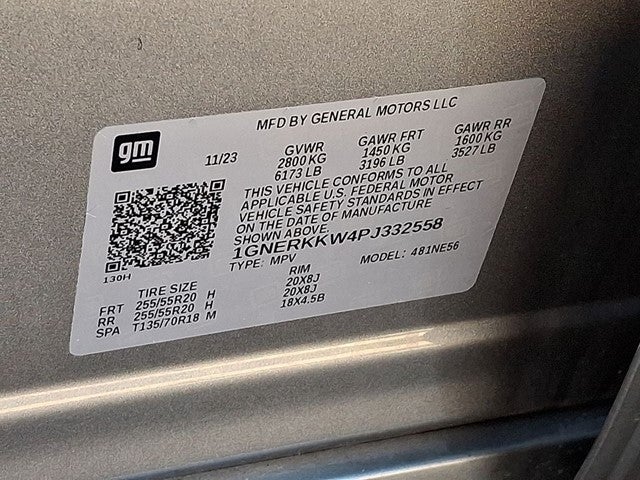 MFD BY GENERAL MOTORS LLC
gm
11/23 GVWR GAWR FRT GAWR RR
2800 KG 1450 KG 1600 KG
6173 LB 3196 LB 3527 LB
THIS VEHICLE CONFORMS TO ALL
APPLICABLE U.S. FEDERAL MOTOR
VEHICLE SAFETY STANDARDS IN EFFECT
ON THE DATE OF MANUFACTURE
SHOWN ABOVE.
1GNERKKW4PJ332558
130H
TYPE: MPV MODEL: 481NE56
TIRE SIZE RIM
FRT 255/55R20 H 20X8J
RR 255/55R20 H 20X8J
SPA T135/70R18 M 18X4.5B